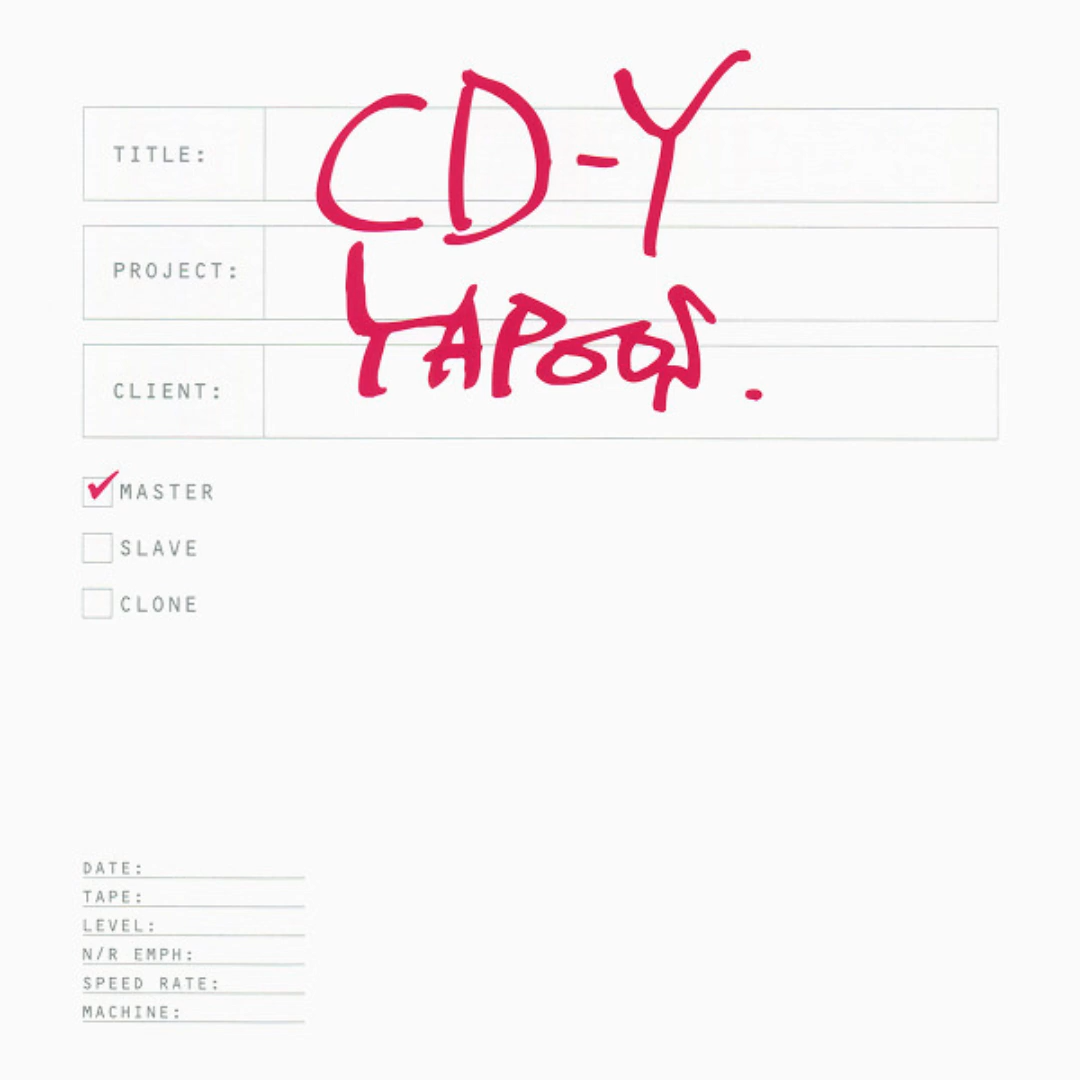 CD-Y
TITLE:
YAPOOS.
PROJECT:
CLIENT:
MASTER
SLAVE
CLONE
DATE:
TAPE:
LEVEL:
N/R EMPH:
SPEED RATE:
MACHINE: